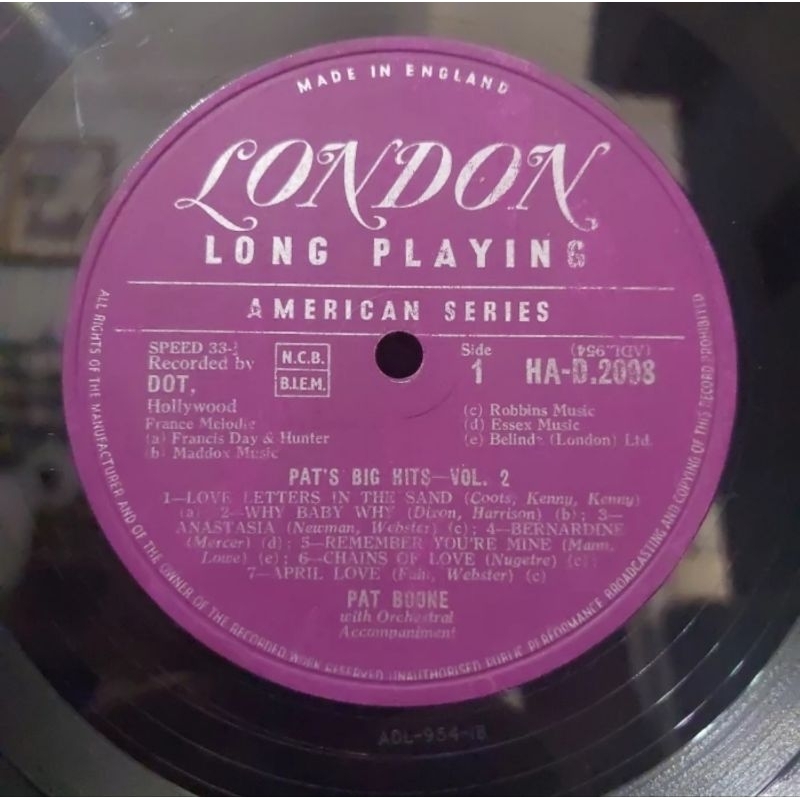 MADE IN ENGLAND
LONDON
LONG PLAYING
AMERICAN SERIES
SPEED 33-⅓
Recorded by
DOT,
Hollywood
France Melodie
(a) Francis Day & Hunter
(b) Maddox Music
N.C.B.
B.I.E.M.
Side
1
(ADL.954)
HA-D.2098
(c) Robbins Music
(d) Essex Music
(e) Belinda (London) Ltd.
PAT'S BIG HITS—VOL. 2
1—LOVE LETTERS IN THE SAND (Coots, Kenny, Kenny)
(a) 2—WHY BABY WHY (Dixon, Harrison) (b); 3—
ANASTASIA (Newman, Webster) (c); 4—BERNARDINE
(Mercer) (d); 5—REMEMBER YOU'RE MINE (Mann,
Lowe) (e); 6—CHAINS OF LOVE (Nugetre)
7—APRIL LOVE (Fain, Webster) (c)
PAT BOONE
with Orchestral
Accompaniment
ALL RIGHTS OF THE MANUFACTURER AND OF THE OWNER OF THE RECORDED WORK RESERVED UNAUTHORISED PUBLIC PERFORMANCE BROADCASTING AND COPYING OF THIS RECORD PROHIBITED
ADL-954-1B